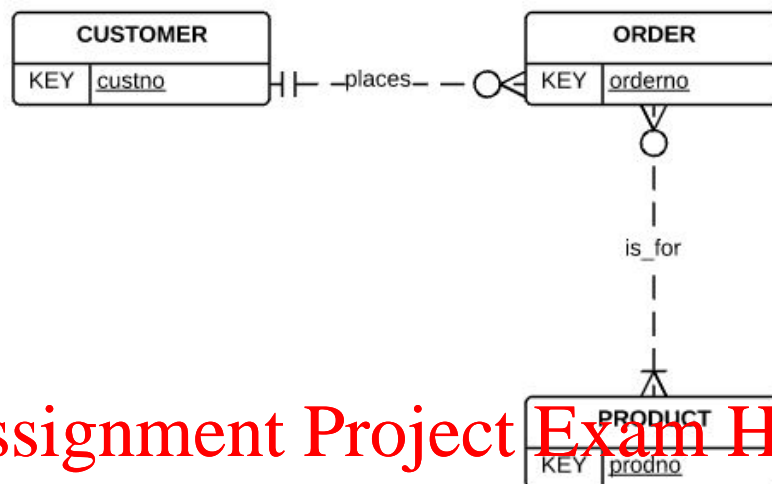 CUSTOMER
KEY custno
places
ORDER
KEY orderno
is_for
PRODUCT
KEY prodno
ssignment Project Exam H